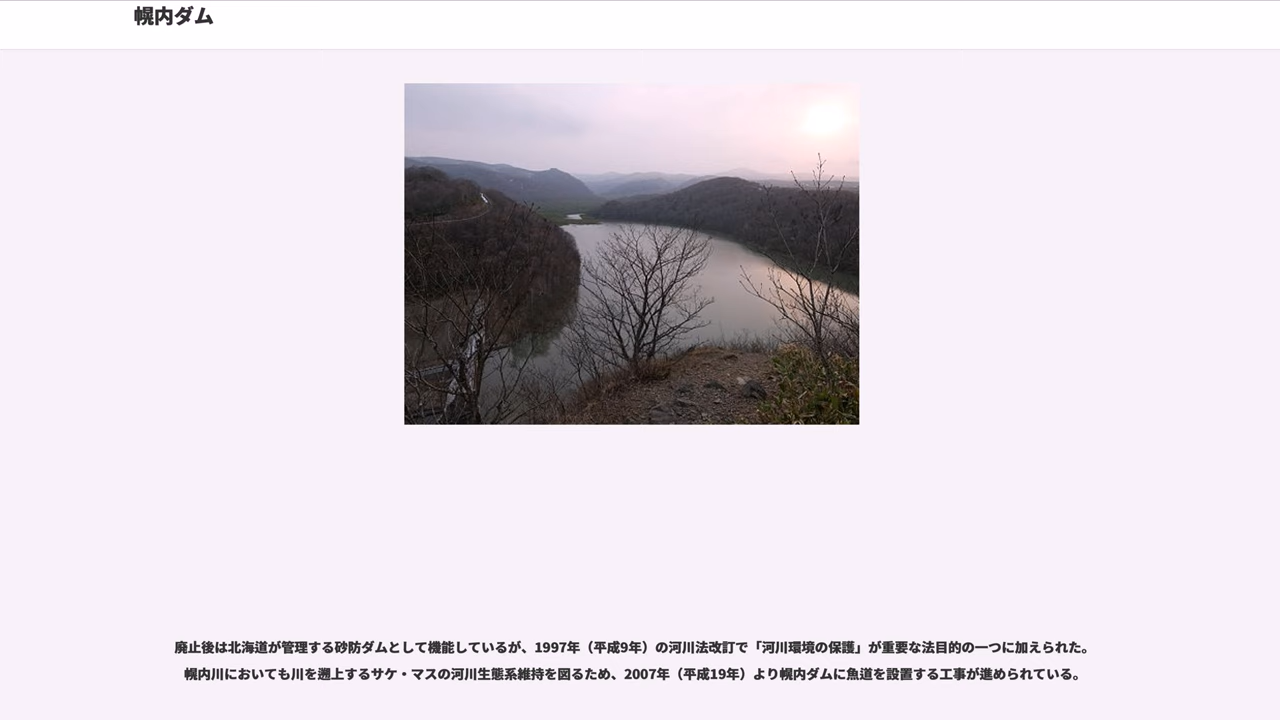 幌内ダム
廃止後は北海道が管理する砂防ダムとして機能しているが、1997年（平成9年）の河川法改訂で「河川環境の保護」が重要な法目的の一つに加えられた。
幌内川においても川を遡上するサケ・マスの河川生態系維持を図るため、2007年（平成19年）より幌内ダムに魚道を設置する工事が進められている。